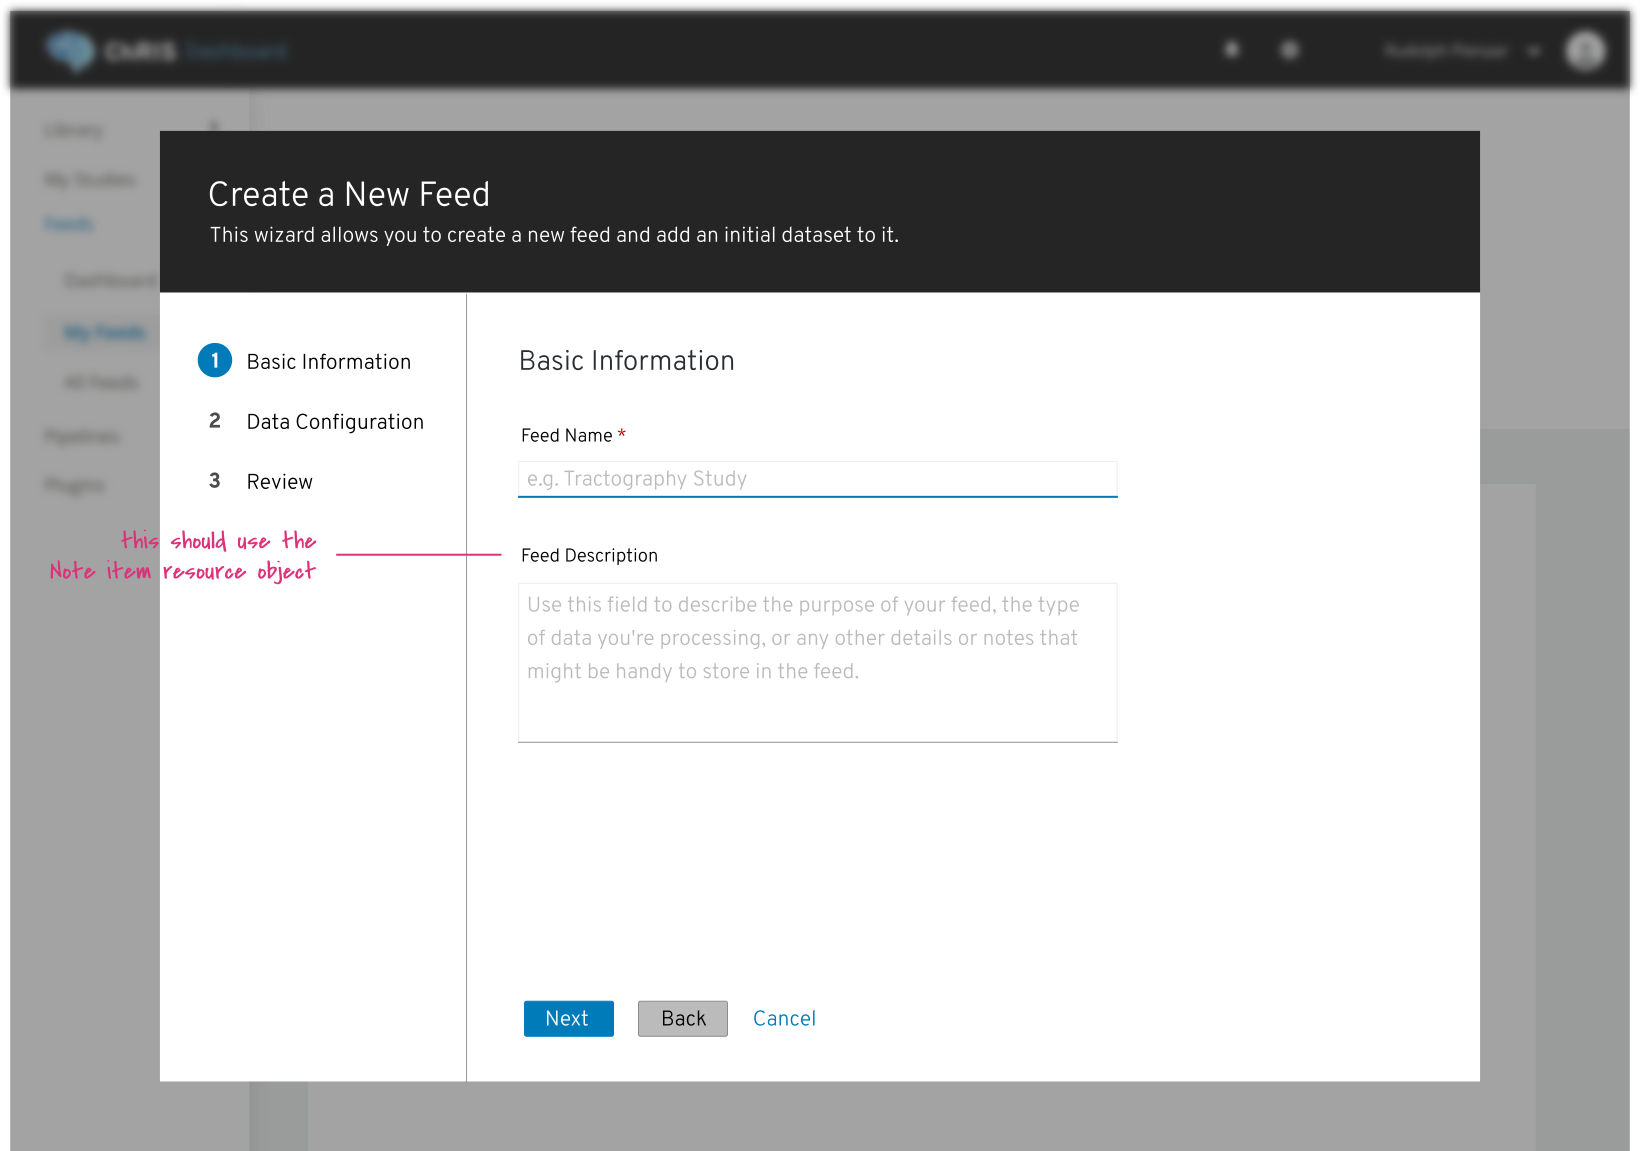 ChRIS Dashboard
Rudolph Pienaar
Library
My Studies
Feeds
Dashboard
My Feeds
All Feeds
Pipelines
Plugins
Create a New Feed
This wizard allows you to create a new feed and add an initial dataset to it.
1 Basic Information
2 Data Configuration
3 Review
this should use the
Note item resource object
Basic Information
Feed Name *
e.g. Tractography Study
Feed Description
Use this field to describe the purpose of your feed, the type
of data you're processing, or any other details or notes that
might be handy to store in the feed.
Next
Back
Cancel